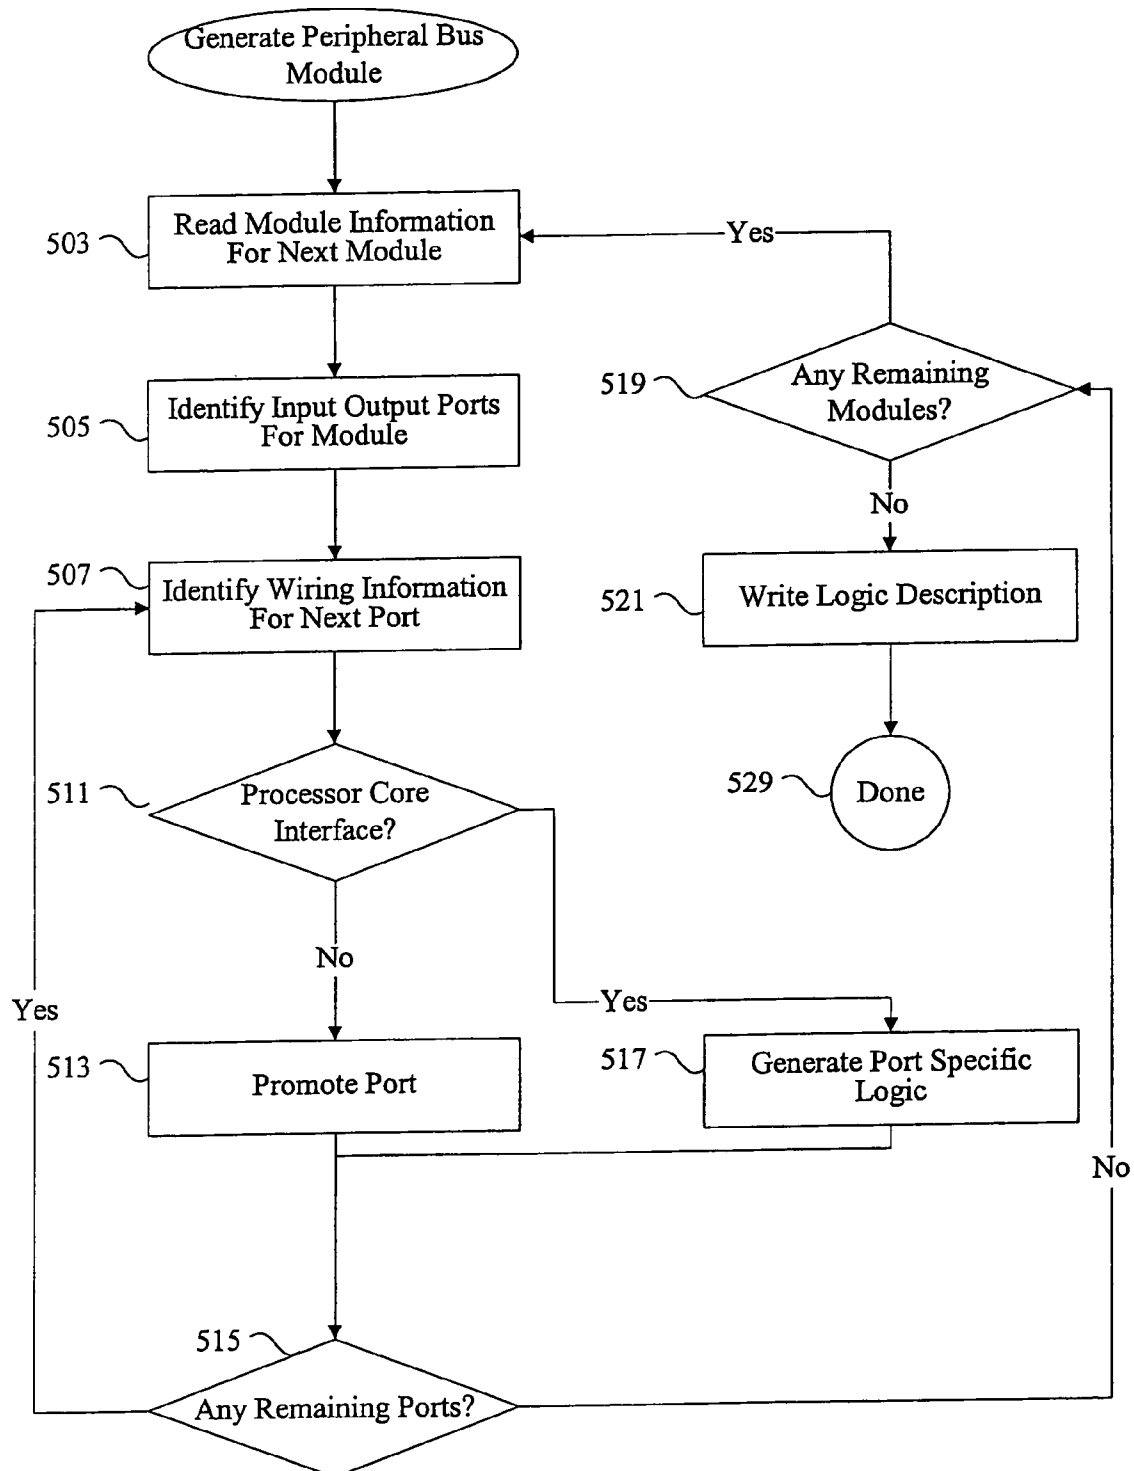 Generate Peripheral Bus
Module
503
Read Module Information
For Next Module
Yes
505
Identify Input Output Ports
For Module
519
Any Remaining
Modules?
No
507
Identify Wiring Information
For Next Port
521
Write Logic Description
511
Processor Core
Interface?
529
Done
No
Yes
Yes
513
Promote Port
517
Generate Port Specific
Logic
No
515
Any Remaining Ports?